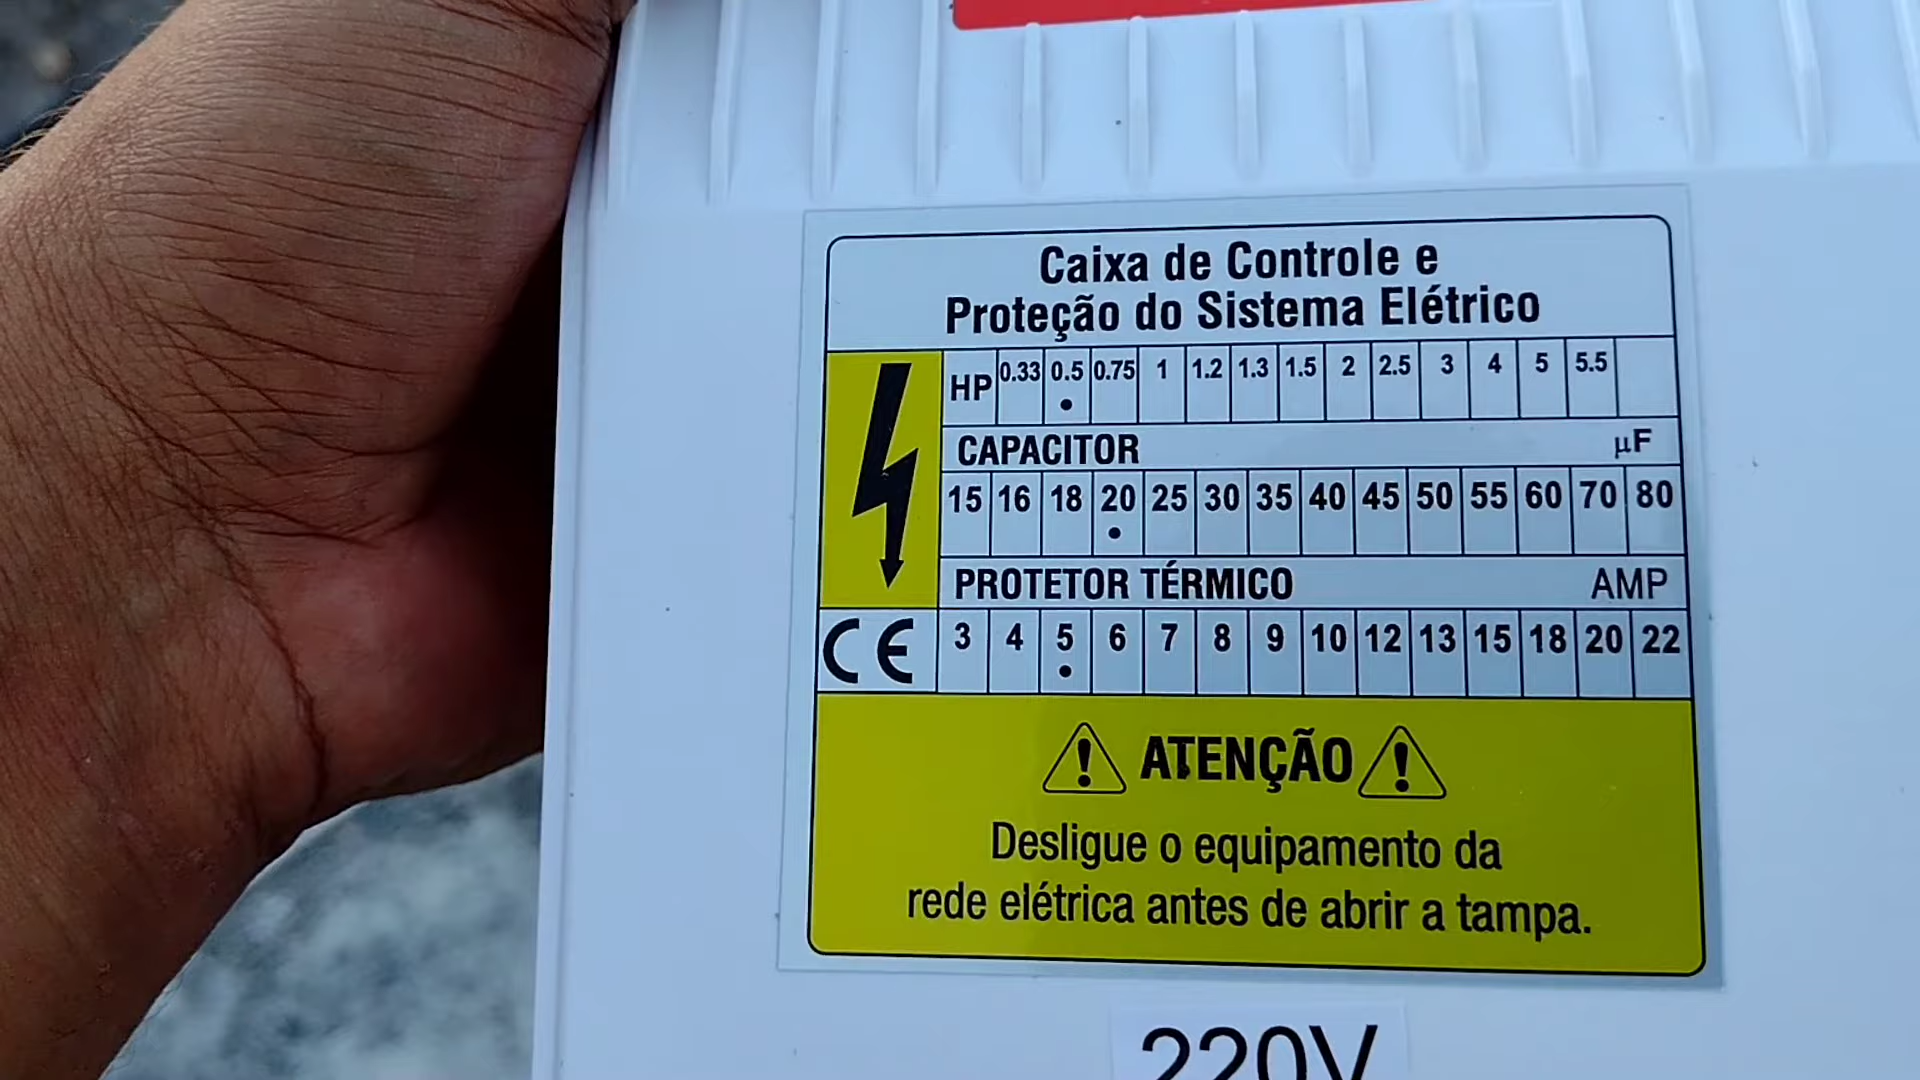 Caixa de Controle e
Proteção do Sistema Elétrico
HP 0.33 0.5 0.75 1 1.2 1.3 1.5 2 2.5 3 4 5 5.5
CAPACITOR µF
15 16 18 20 25 30 35 40 45 50 55 60 70 80
PROTETOR TÉRMICO AMP
CE 3 4 5 6 7 8 9 10 12 13 15 18 20 22
ATENÇÃO
Desligue o equipamento da
rede elétrica antes de abrir a tampa.
220V